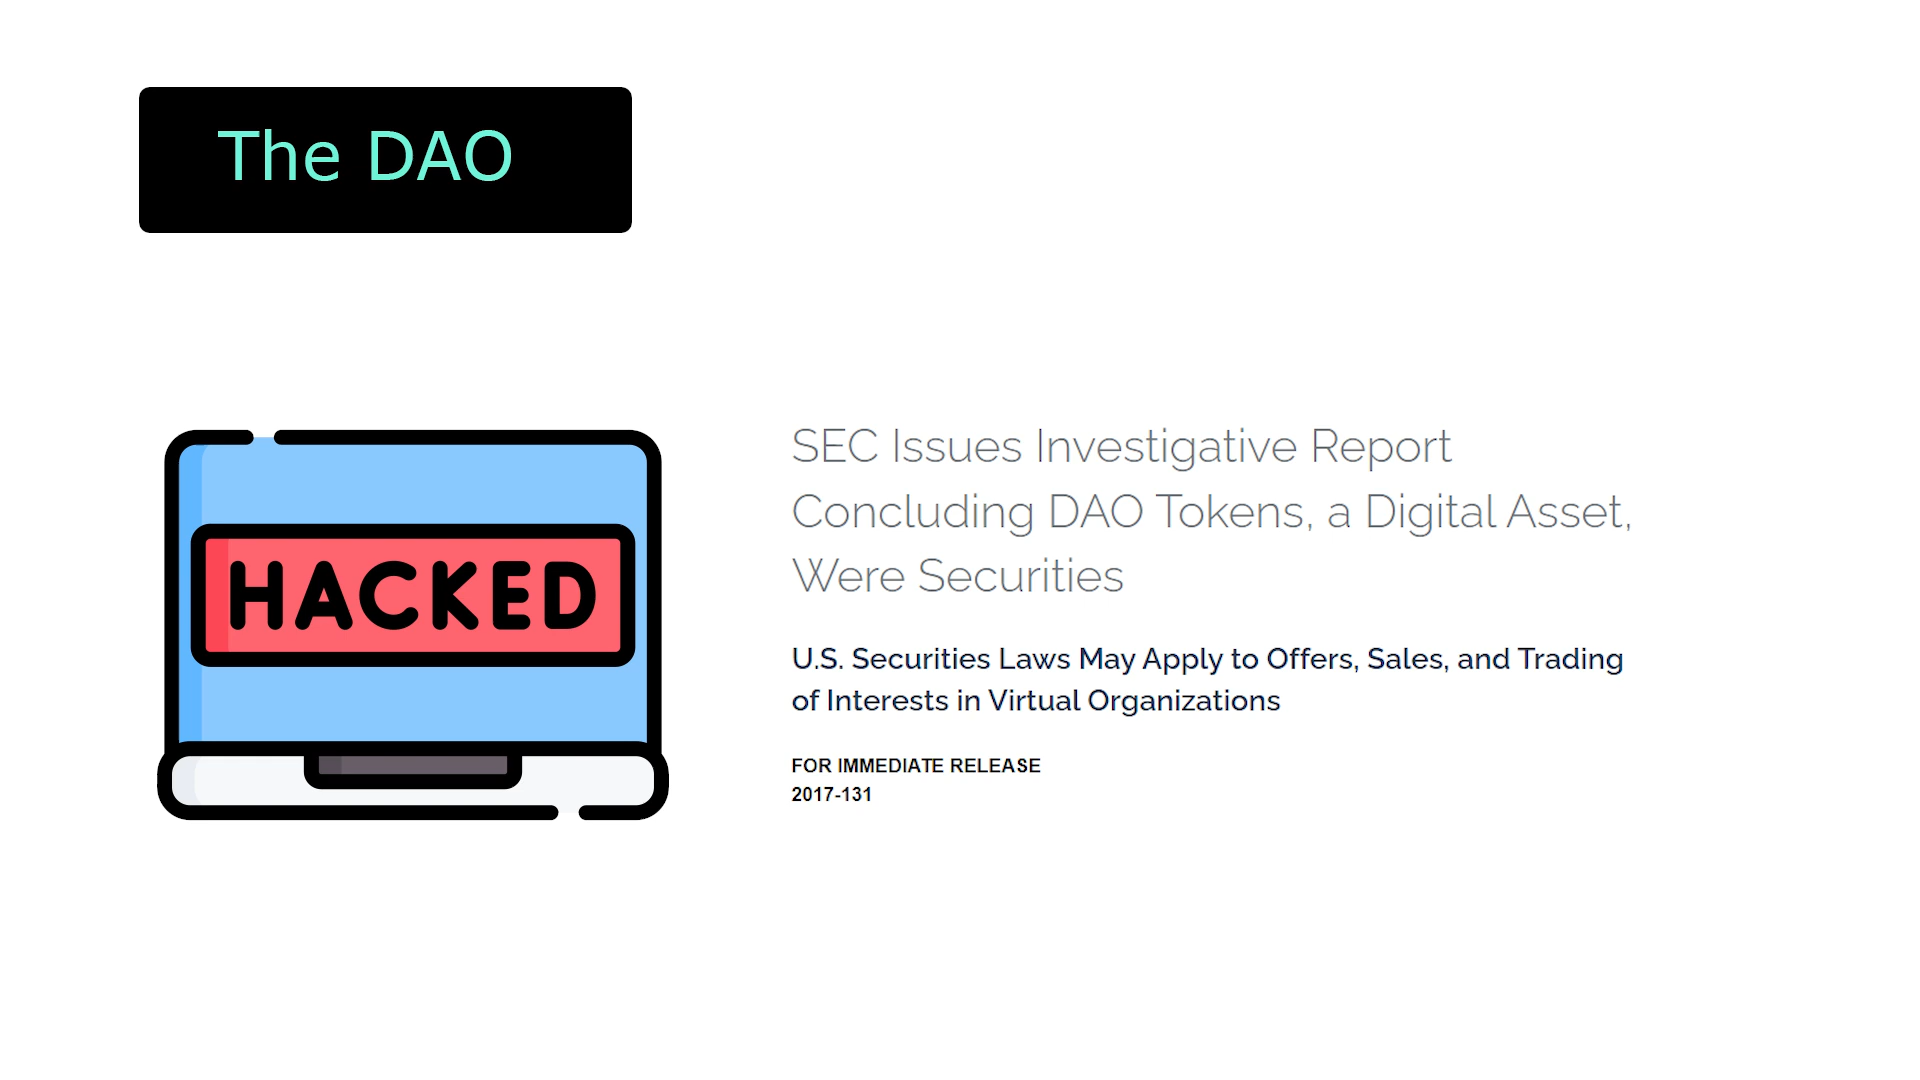 The DAO
HACKED
SEC Issues Investigative Report
Concluding DAO Tokens, a Digital Asset,
Were Securities
U.S. Securities Laws May Apply to Offers, Sales, and Trading
of Interests in Virtual Organizations
FOR IMMEDIATE RELEASE
2017-131